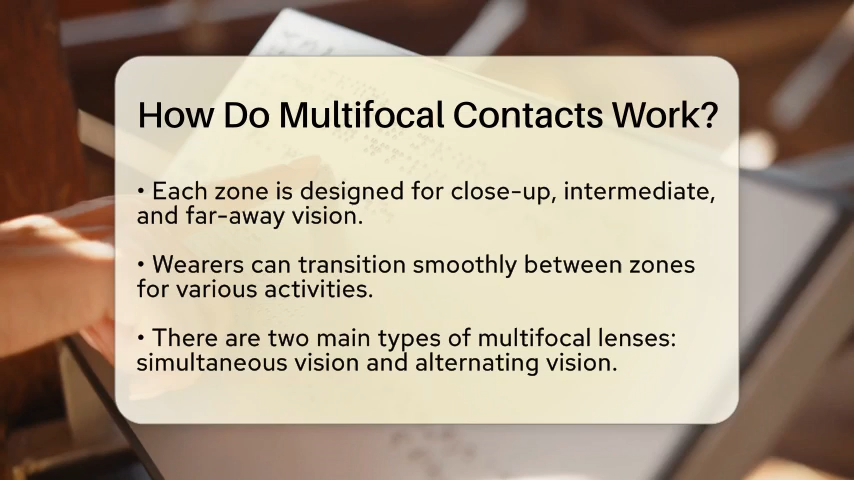 How Do Multifocal Contacts Work?
• Each zone is designed for close-up, intermediate,
and far-away vision.
• Wearers can transition smoothly between zones
for various activities.
• There are two main types of multifocal lenses:
simultaneous vision and alternating vision.